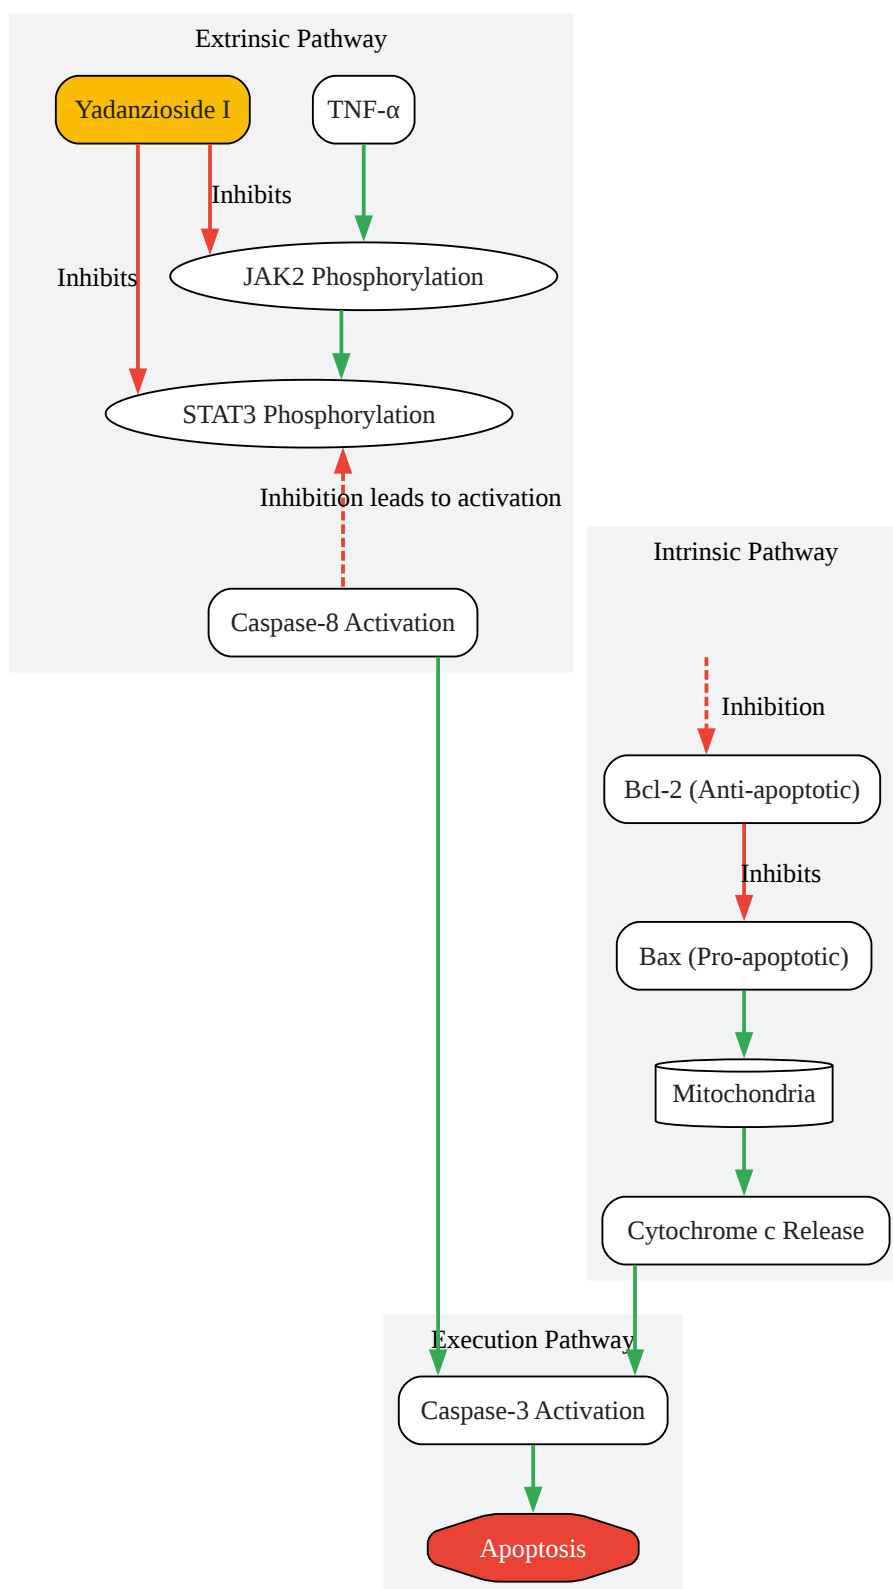 Extrinsic Pathway
Yadanzioside I
TNF-α
Inhibits
Inhibits
JAK2 Phosphorylation
STAT3 Phosphorylation
Inhibition leads to activation
Caspase-8 Activation
Intrinsic Pathway
Inhibition
Bcl-2 (Anti-apoptotic)
Inhibits
Bax (Pro-apoptotic)
Mitochondria
Cytochrome c Release
Execution Pathway
Caspase-3 Activation
Apoptosis